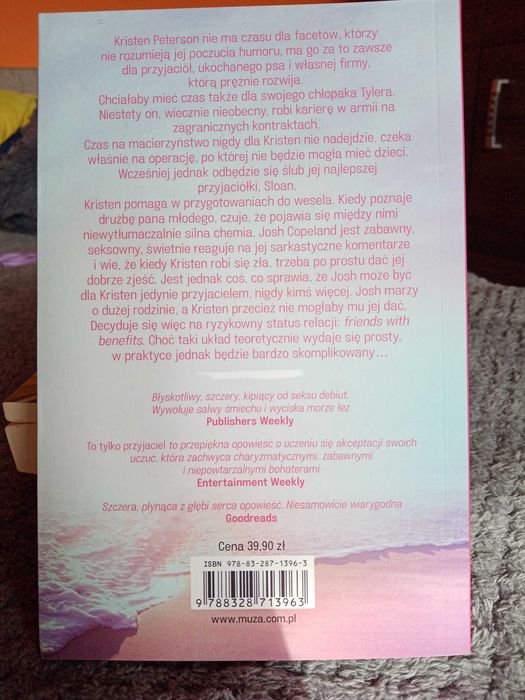 Kristen Peterson nie ma czasu dla facetów, którzy
nie rozumieją jej poczucia humoru, ma go za to zawsze
dla przyjaciół, ukochanego psa i własnej firmy,
którą prężnie rozwija.
Chciałaby mieć czas także dla swojego chłopaka Tylera.
Niestety on, wiecznie nieobecny, robi karierę w armii na
zagranicznych kontraktach.
Czas na macierzyństwo nigdy dla Kristen nie nadejdzie, czeka
właśnie na operację, po której nie będzie mogła mieć dzieci.
Wcześniej jednak odbędzie się ślub jej najlepszej
przyjaciółki, Sloan.
Kristen pomaga w przygotowaniach do wesela. Kiedy poznaje
drużbę pana młodego, czuje, że pojawia się między nimi
niewytłumaczalnie silna chemia. Josh Copeland jest zabawny,
seksowny, świetnie reaguje na jej sarkastyczne komentarze
i wie, że kiedy Kristen robi się zła, trzeba po prostu dać jej
dobrze zjeść. Jest jednak coś, co sprawia, że Josh może być
dla Kristen jedynie przyjacielem, nigdy kimś więcej. Josh marzy
o dużej rodzinie, a Kristen przecież nie mogłaby mu jej dać.
Decyduje się więc na ryzykowny status relacji: friends with
benefits. Choć taki układ teoretycznie wydaje się prosty,
w praktyce jednak będzie bardzo skomplikowany...
Błyskotliwy, szczery, kipiący od seksu debiut.
Wywołuje salwy śmiechu i wyciska morze łez
Publishers Weekly
To tylko przyjaciel to przepiękna opowieść o uczeniu się akceptacji swoich
uczuć, która zachwyca charyzmatycznymi, zabawnymi
i niepowtarzalnymi bohaterami
Entertainment Weekly
Szczera, płynąca z głębi serca opowieść. Niesamowicie wiarygodna
Goodreads
Cena 39,90 zł
ISBN 978-83-287-1396-3
9 788328 713963
www.muza.com.pl